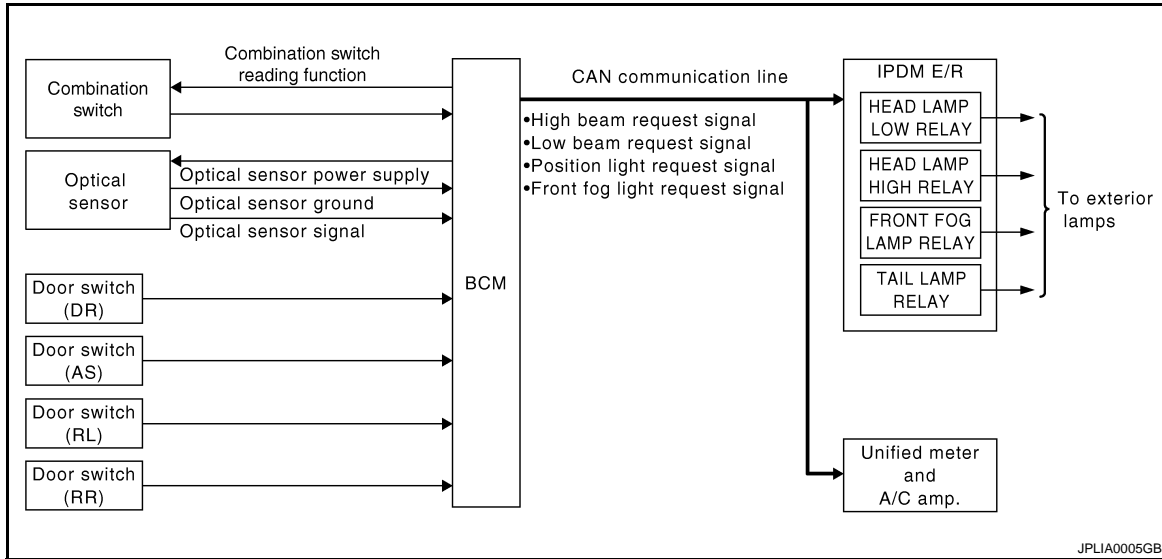 Combination switch
reading function
Combination
switch
Optical sensor power supply
Optical sensor ground
Optical sensor signal
Optical
sensor
Door switch
(DR)
Door switch
(AS)
Door switch
(RL)
Door switch
(RR)
BCM
CAN communication line
•High beam request signal
•Low beam request signal
•Position light request signal
•Front fog light request signal
IPDM E/R
HEAD LAMP
LOW RELAY
HEAD LAMP
HIGH RELAY
FRONT FOG
LAMP RELAY
TAIL LAMP
RELAY
To exterior
lamps
Unified meter
and
A/C amp.
JPLIA0005GB